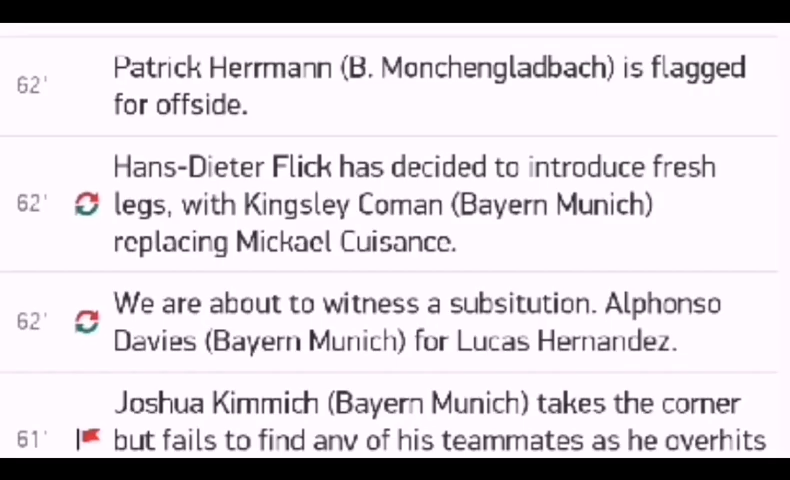 Patrick Herrmann (B. Monchengladbach) is flagged
62'
for offside.
Hans-Dieter Flick has decided to introduce fresh
62' legs, with Kingsley Coman (Bayern Munich)
replacing Mickael Cuisance.
We are about to witness a subsitution. Alphonso
62'
Davies (Bayern Munich) for Lucas Hernandez.
Joshua Kimmich (Bayern Munich) takes the corner
61' but fails to find any of his teammates as he overhits